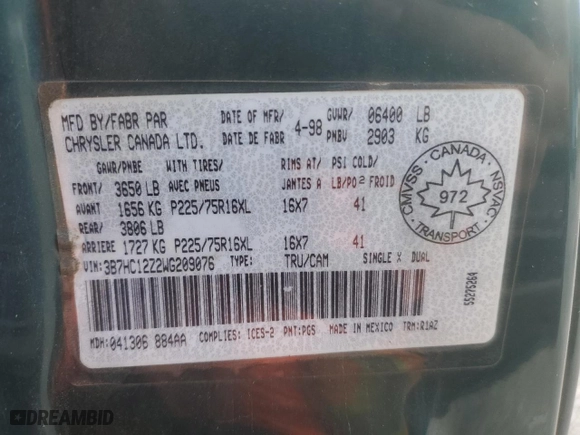 MFD BY/FABR PAR DATE OF MFR/ 4-98 GVWR/ 06400 LB
CHRYSLER CANADA LTD. DATE DE FABR PNBV 2903 KG
GAWR/PNBE WITH TIRES/ RIMS AT/ PSI COLD/
FRONT/ 3650 LB AVEC PNEUS JANTES A LB/PO2 FROID
AVANT 1656 KG P225/75R16XL 16X7 41
REAR/ 3806 LB
ARRIERE 1727 KG P225/75R16XL 16X7 41
VIN: 3B7HC12Z2WG209076 TYPE: TRU/CAM SINGLE X DUAL
MDH: 041306 884AA COMPLIES: ICES-2 PNT: PG5 MADE IN MEXICO TRM: R1AZ
CMVSS · CANADA · NSVAC
972
TRANSPORT
55275264
DREAMBID